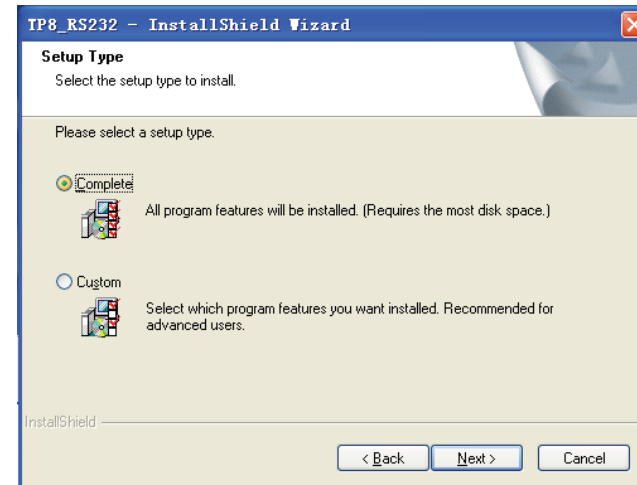 TP8_RS232 - InstallShield Wizard
Setup Type
Select the setup type to install.
Please select a setup type.
Complete
All program features will be installed. (Requires the most disk space.)
Custom
Select which program features you want installed. Recommended for
advanced users.
InstallShield
< Back
Next >
Cancel